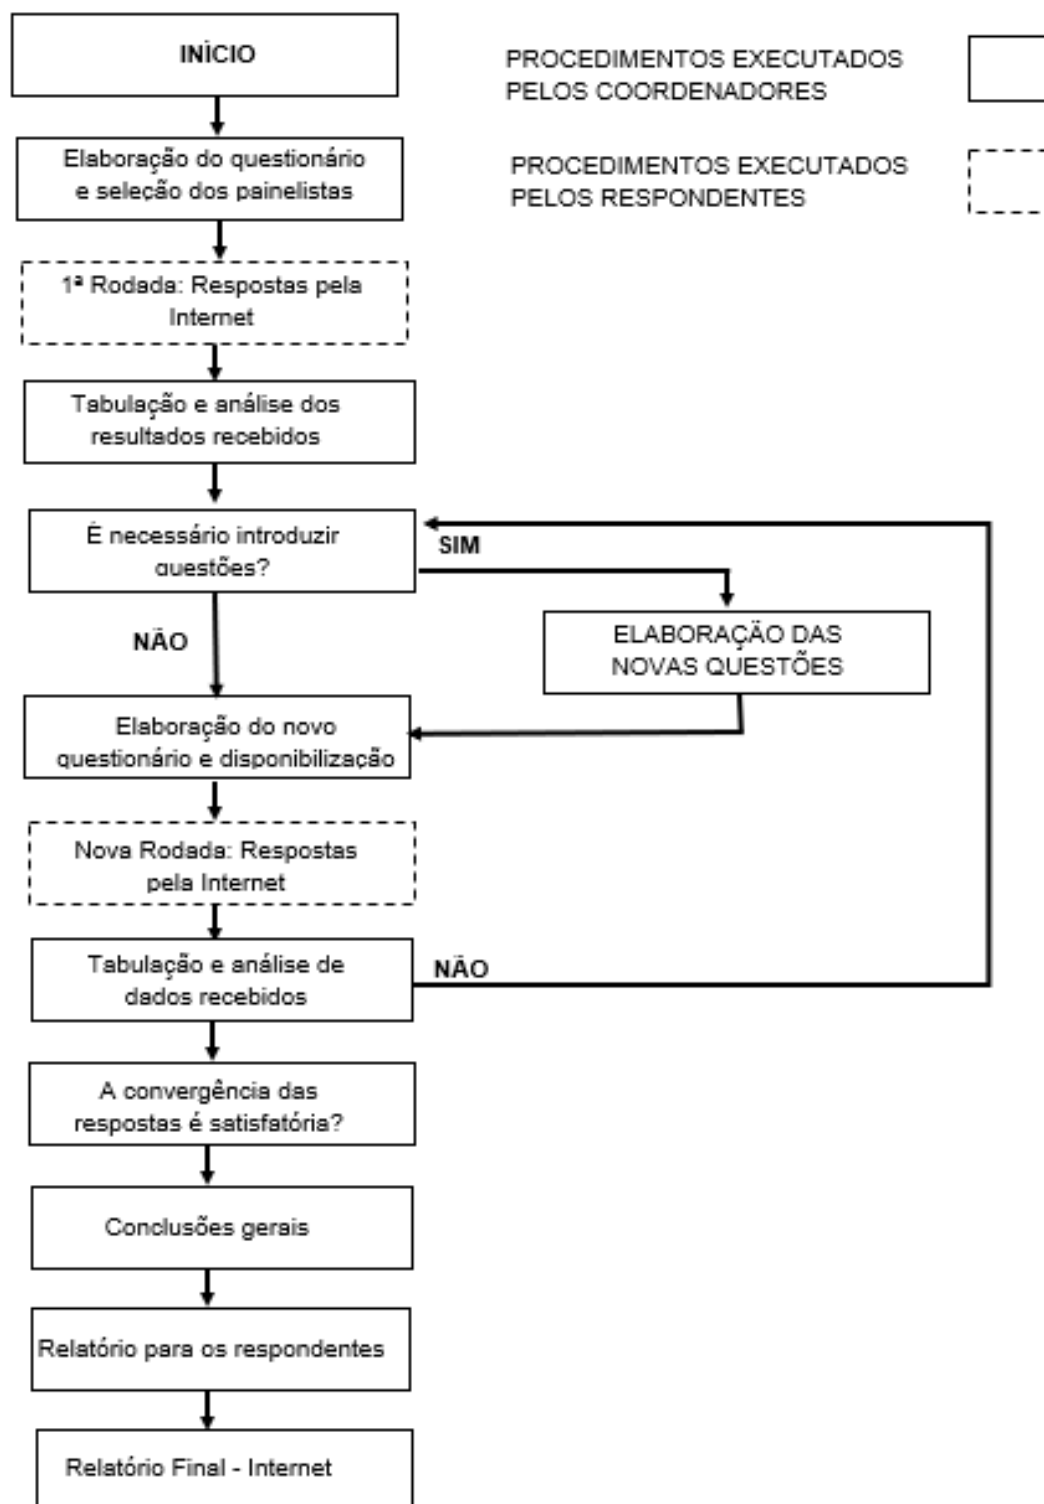 INÍCIO
PROCEDIMENTOS EXECUTADOS
PELOS COORDENADORES
PROCEDIMENTOS EXECUTADOS
PELOS RESPONDENTES
Elaboração do questionário
e seleção dos painelistas
1ª Rodada: Respostas pela
Internet
Tabulação e análise dos
resultados recebidos
É necessário introduzir
questões?
SIM
NÃO
ELABORAÇÃO DAS
NOVAS QUESTÕES
Elaboração do novo
questionário e disponibilização
Nova Rodada: Respostas
pela Internet
Tabulação e análise de
dados recebidos
NÃO
A convergência das
respostas é satisfatória?
Conclusões gerais
Relatório para os respondentes
Relatório Final - Internet